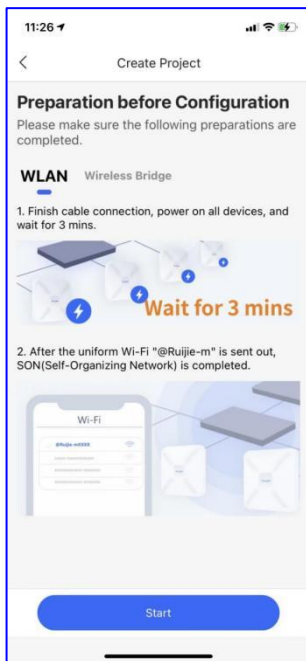 11:26
Create Project
Preparation before Configuration
Please make sure the following preparations are
completed.
WLAN Wireless Bridge
1. Finish cable connection, power on all devices, and
wait for 3 mins.
Wait for 3 mins
2. After the uniform Wi-Fi "@Ruijie-m" is sent out,
SON(Self-Organizing Network) is completed.
Wi-Fi
Start